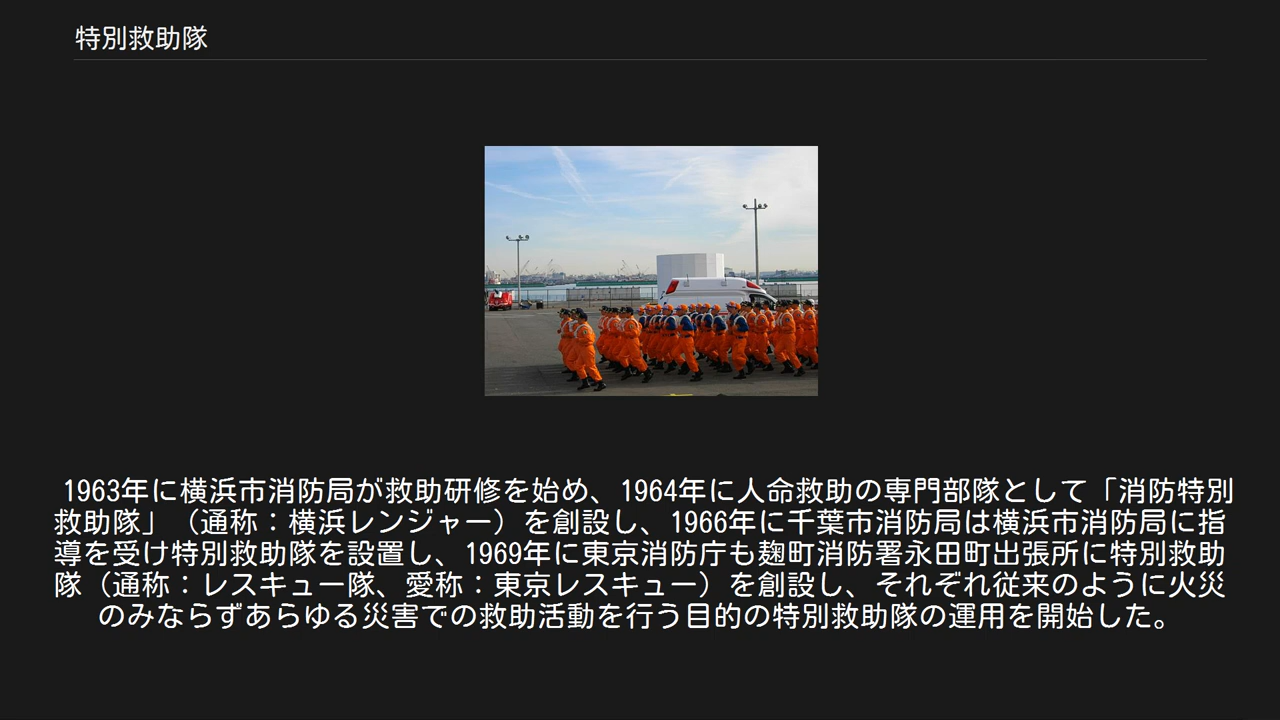 特別救助隊
1963年に横浜市消防局が救助研修を始め、1964年に人命救助の専門部隊として「消防特別
救助隊」（通称：横浜レンジャー）を創設し、1966年に千葉市消防局は横浜市消防局に指
導を受け特別救助隊を設置し、1969年に東京消防庁も麹町消防署永田町出張所に特別救助
隊（通称：レスキュー隊、愛称：東京レスキュー）を創設し、それぞれ従来のように火災
のみならずあらゆる災害での救助活動を行う目的の特別救助隊の運用を開始した。